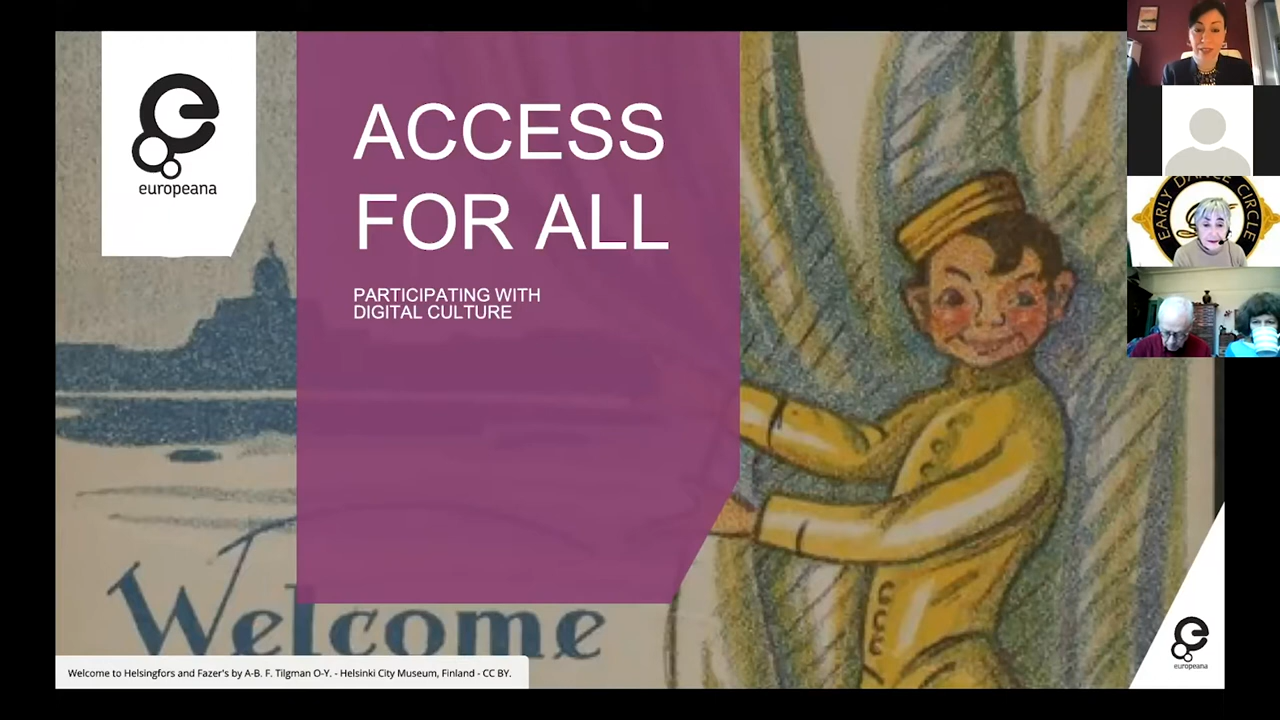 europeana
ACCESS
FOR ALL
PARTICIPATING WITH
DIGITAL CULTURE
Welcome
Welcome to Helsingfors and Fazer's by A-B. F. Tilgman O-Y. - Helsinki City Museum, Finland - CC BY.
europeana
EARLY DANCE CIRCLE